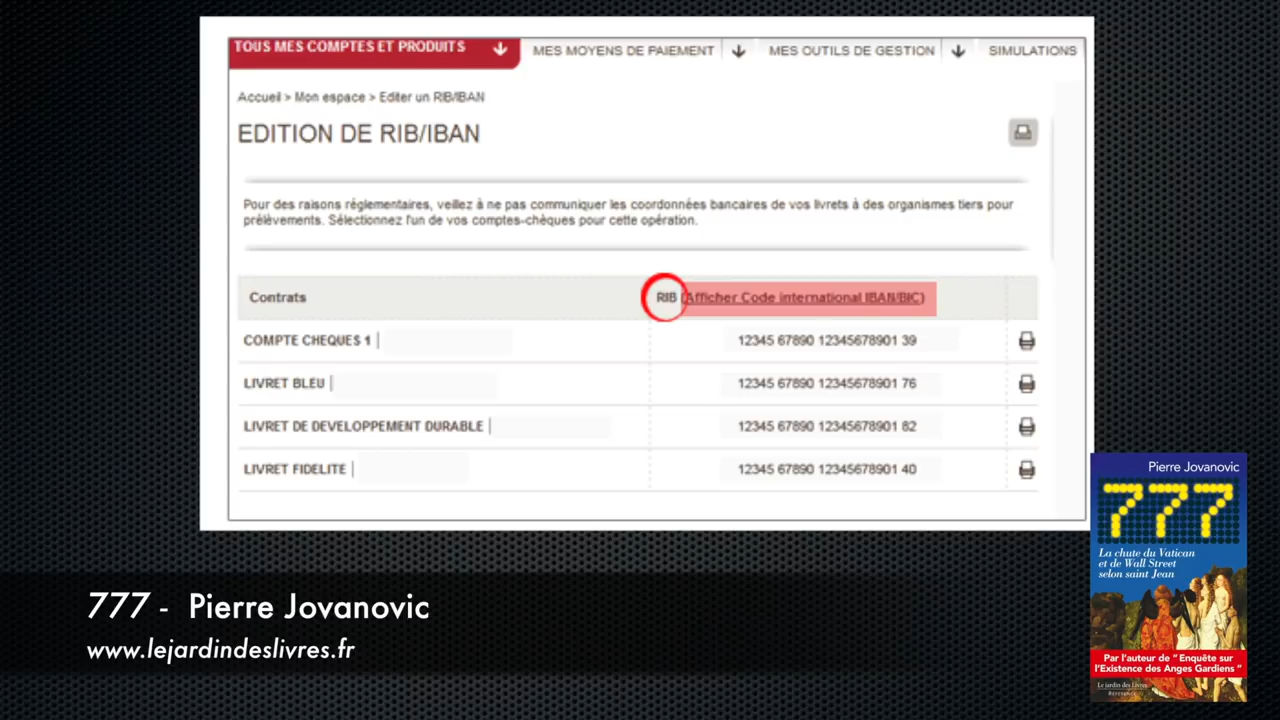 TOUS MES COMPTES ET PRODUITS
MES MOYENS DE PAIEMENT
MES OUTILS DE GESTION
SIMULATIONS
Accueil > Mon espace > Editer un RIB/IBAN
EDITION DE RIB/IBAN
Pour des raisons réglementaires, veillez à ne pas communiquer les coordonnées bancaires de vos livrets à des organismes tiers pour
prélèvements. Sélectionnez l'un de vos comptes-chèques pour cette opération.
Contrats RIB (Afficher Code international IBAN/BIC)
COMPTE CHEQUES 1 | 12345 67890 12345678901 39
LIVRET BLEU | 12345 67890 12345678901 76
LIVRET DE DEVELOPPEMENT DURABLE | 12345 67890 12345678901 82
LIVRET FIDELITE | 12345 67890 12345678901 40
Pierre Jovanovic
777
La chute du Vatican
et de Wall Street
selon saint Jean
Par l'auteur de " Enquête sur
l'Existence des Anges Gardiens "
Le jardin des Livres
RÉFÉRENCE
777 - Pierre Jovanovic
www.lejardindeslivres.fr